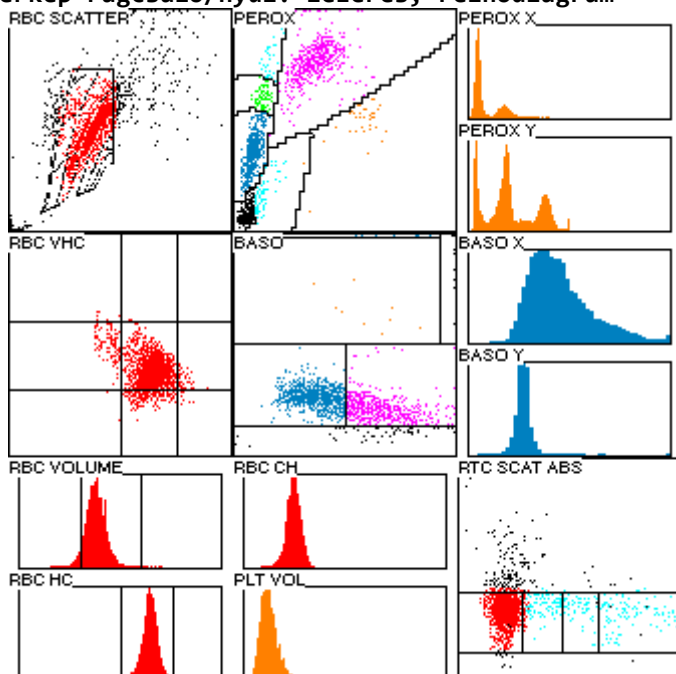 RBC SCATTER
PEROX
PEROX X
PEROX Y
RBC VHC
BASO
BASO X
BASO Y
RBC VOLUME
RBC CH
RTC SCAT ABS
RBC HC
PLT VOL